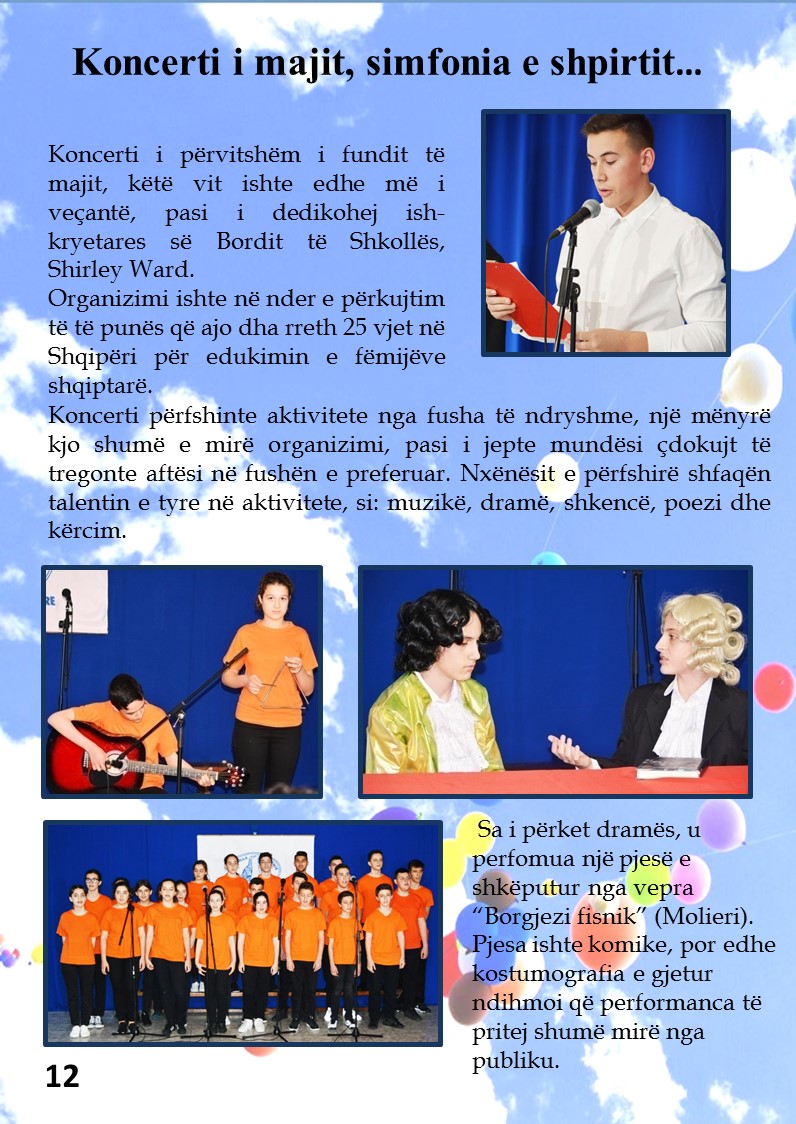 Koncerti i majit, simfonia e shpirtit...
Koncerti i përvitshëm i fundit të
majit, këtë vit ishte edhe më i
veçantë, pasi i dedikohej ish-
kryetares së Bordit të Shkollës,
Shirley Ward.
Organizimi ishte në nder e përkujtim
të të punës që ajo dha rreth 25 vjet në
Shqipëri për edukimin e fëmijëve
shqiptarë.
Koncerti përfshinte aktivitete nga fusha të ndryshme, një mënyrë
kjo shumë e mirë organizimi, pasi i jepte mundësi çdokujt të
tregonte aftësi në fushën e preferuar. Nxënësit e përfshirë shfaqën
talentin e tyre në aktivitete, si: muzikë, dramë, shkencë, poezi dhe
kërcim.
RE
Sa i përket dramës, u
perfomua një pjesë e
shkëputur nga vepra
“Borgjezi fisnik” (Molieri).
Pjesa ishte komike, por edhe
kostumografia e gjetur
ndihmoi që performanca të
pritej shumë mirë nga
publiku.
12